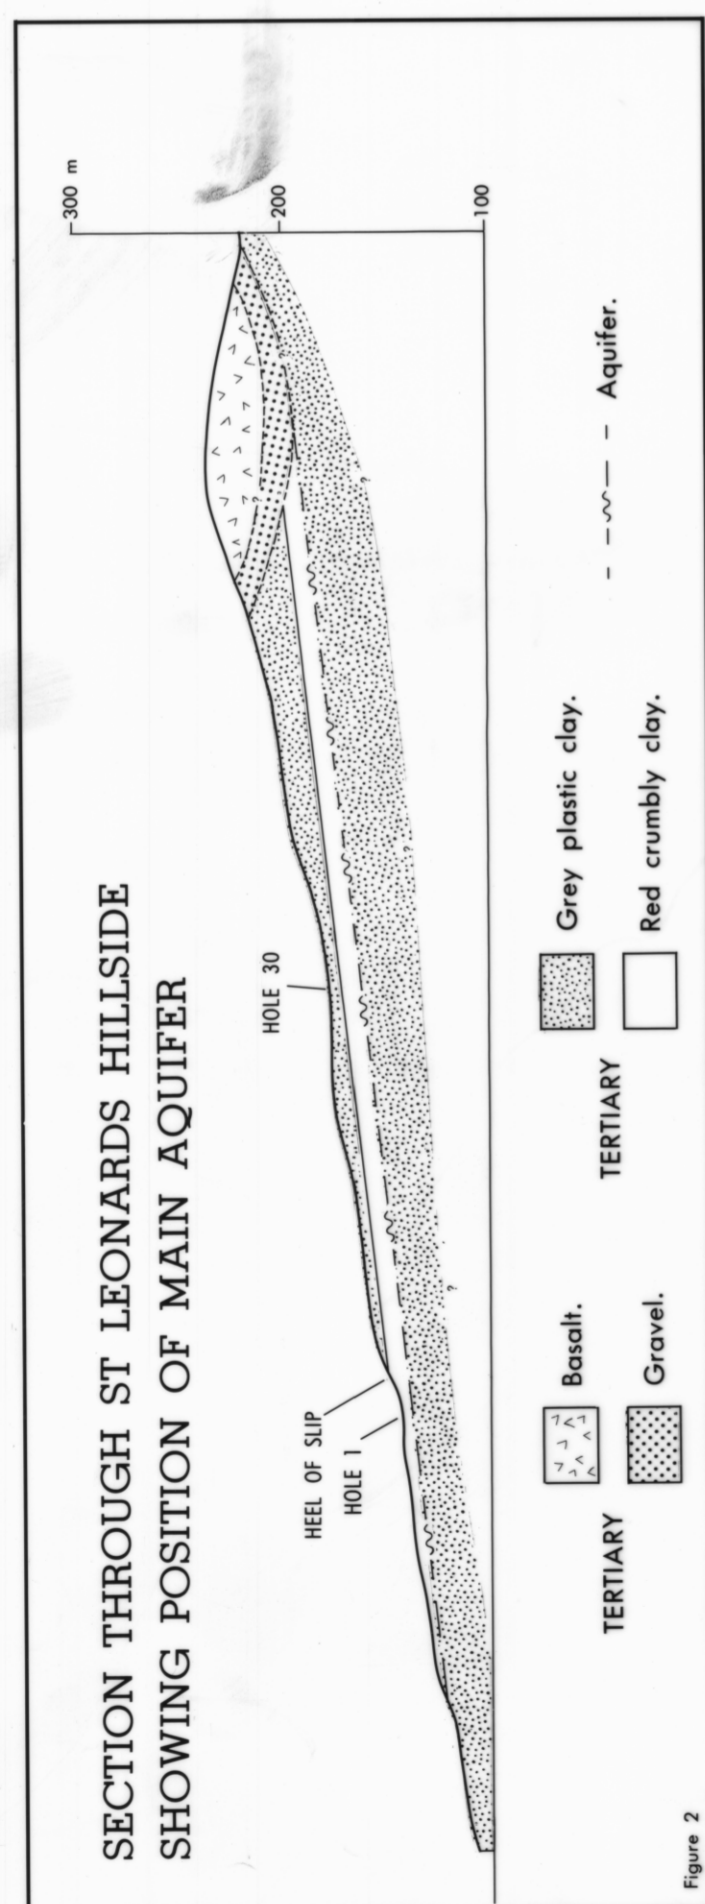 SECTION THROUGH ST LEONARDS HILLSIDE
SHOWING POSITION OF MAIN AQUIFER
300 m
200
100
HOLE 30
HEEL OF SLIP
HOLE 1
?
?
?
?
?
TERTIARY
Basalt.
Gravel.
TERTIARY
Grey plastic clay.
Red crumbly clay.
Aquifer.
Figure 2